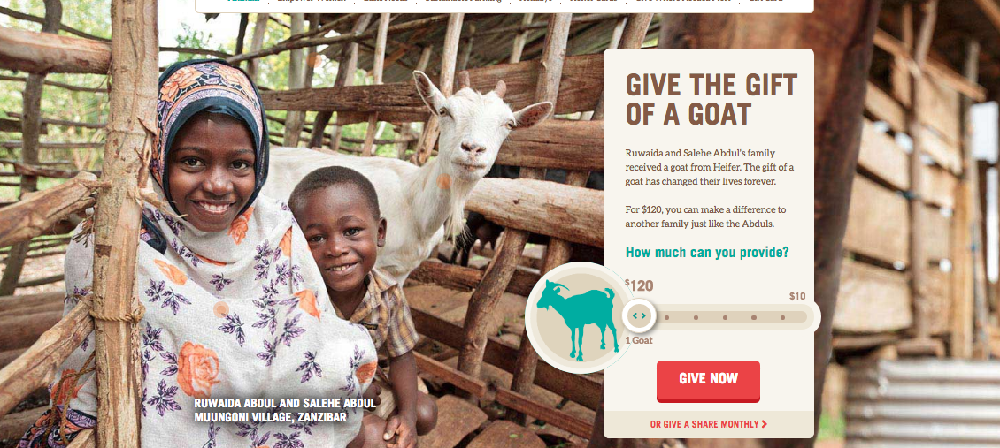 GIVE THE GIFT
OF A GOAT
Ruwaida and Salehe Abdul's family
received a goat from Heifer. The gift of a
goat has changed their lives forever.
For $120, you can make a difference to
another family just like the Abduls.
How much can you provide?
$120
$10
1 Goat
GIVE NOW
OR GIVE A SHARE MONTHLY
RUWAIDA ABDUL AND SALEHE ABDUL
MUUNGONI VILLAGE, ZANZIBAR